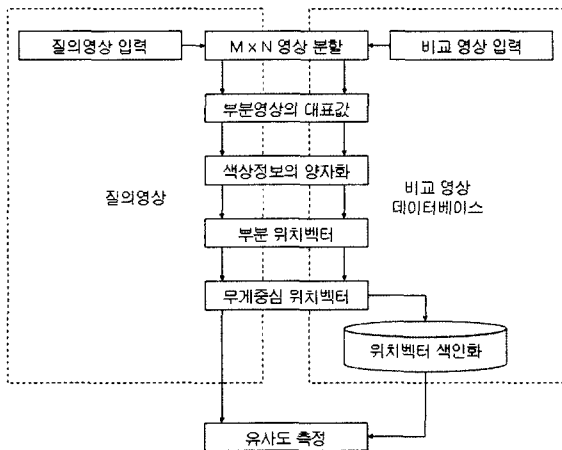 질의영상 입력
M x N 영상 분할
비교 영상 입력
부분영상의 대표값
색상정보의 양자화
질의영상
비교 영상
데이터베이스
부분 위치벡터
무게중심 위치벡터
위치벡터 색인화
유사도 측정